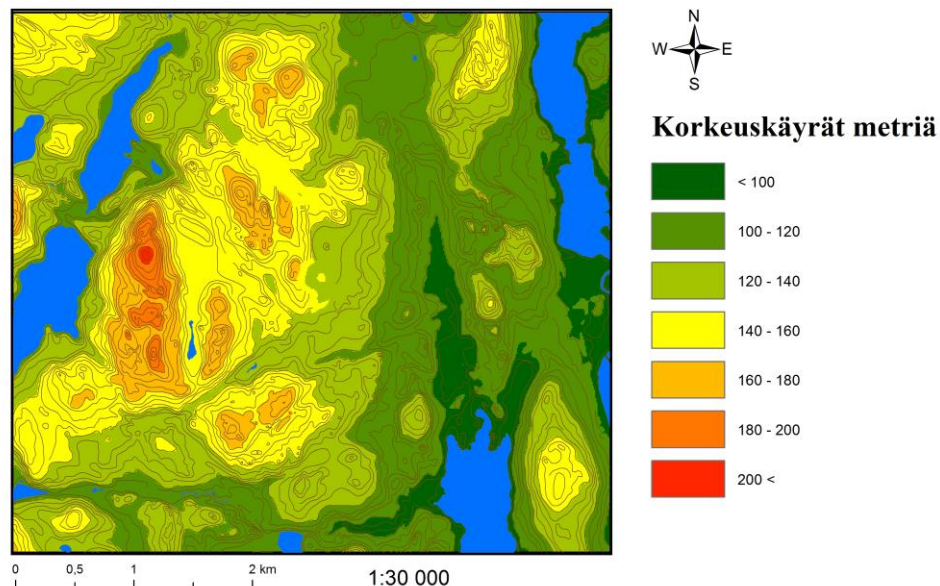 N
W E
S
Korkeuskäyrät metriä
< 100
100 - 120
120 - 140
140 - 160
160 - 180
180 - 200
200 <
0 0,5 1 2 km
1:30 000